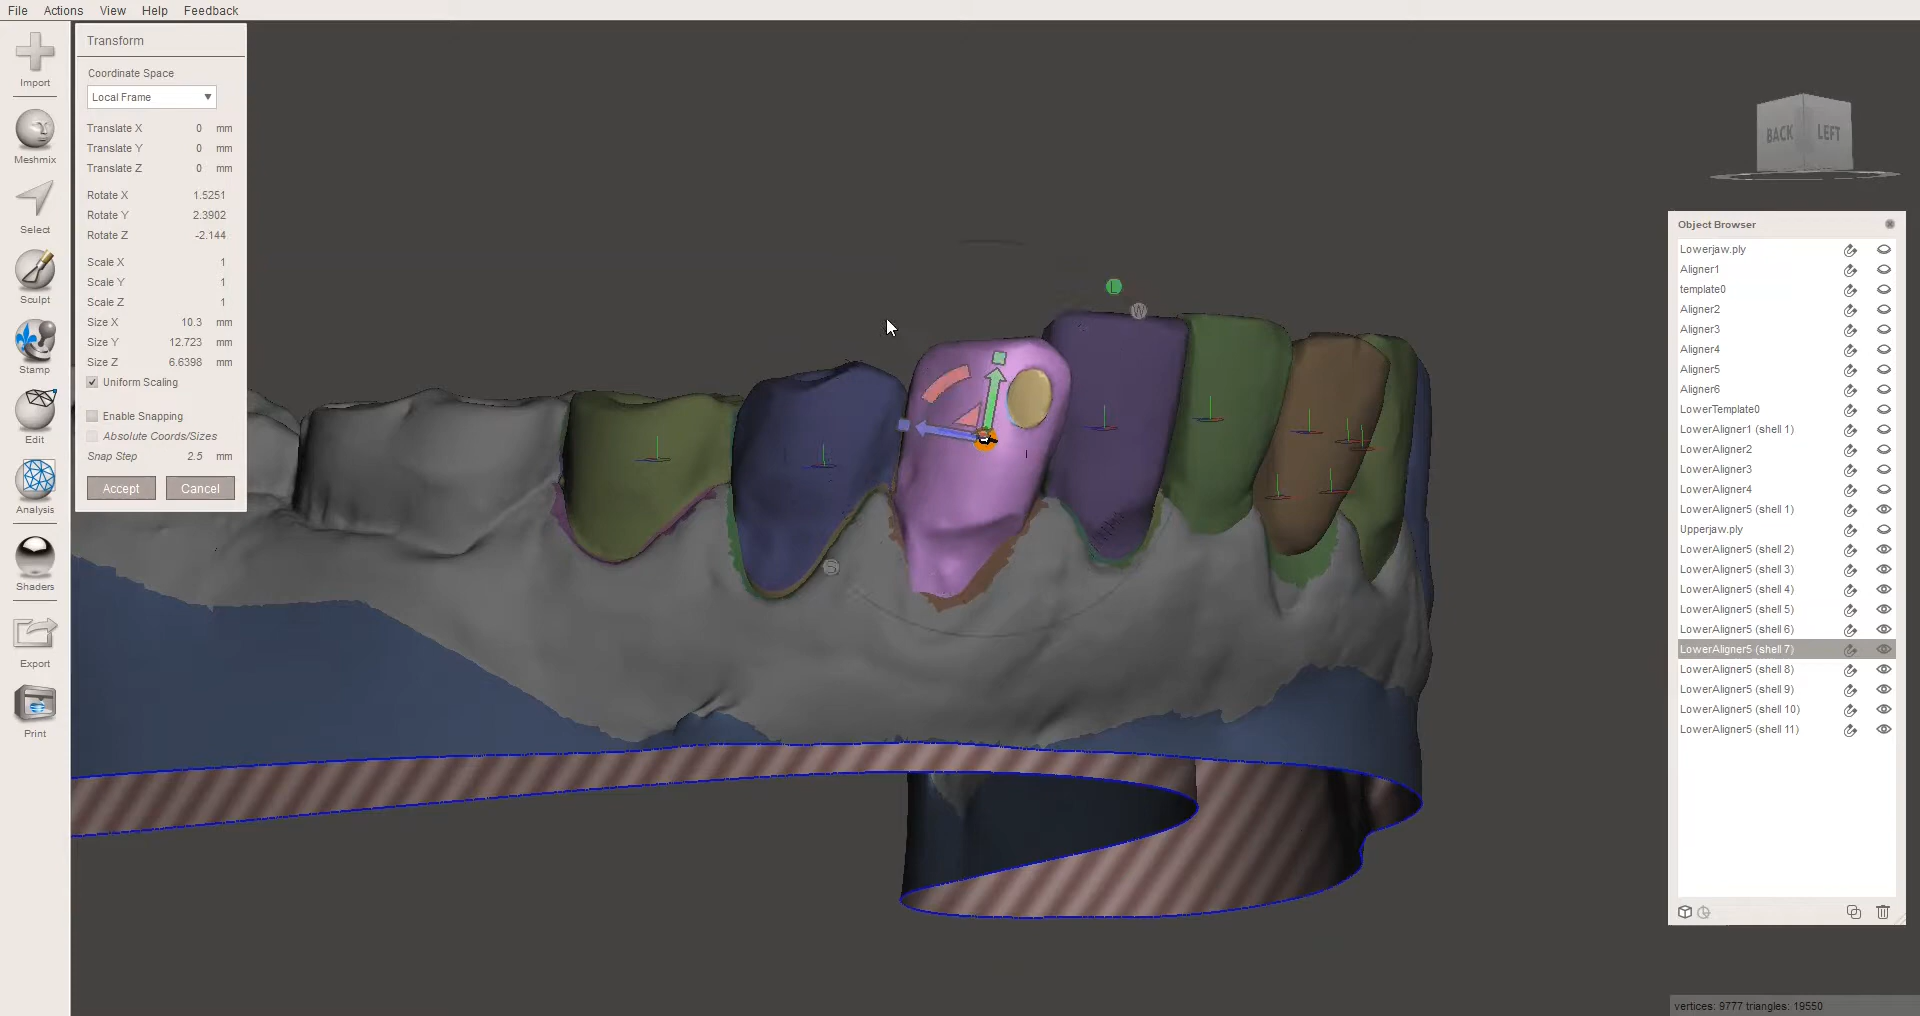 File Actions View Help Feedback
Import
Meshmix
Select
Sculpt
Stamp
Edit
Analysis
Shaders
Export
Print
Transform
Coordinate Space
Local Frame
Translate X 0 mm
Translate Y 0 mm
Translate Z 0 mm
Rotate X 1.5251
Rotate Y 2.3902
Rotate Z -2.144
Scale X 1
Scale Y 1
Scale Z 1
Size X 10.3 mm
Size Y 12.723 mm
Size Z 6.6398 mm
Uniform Scaling
Enable Snapping
Absolute Coords/Sizes
Snap Step 2.5 mm
Accept Cancel
L
W
S
BACK LEFT
Object Browser
Lowerjaw.ply
Aligner1
template0
Aligner2
Aligner3
Aligner4
Aligner5
Aligner6
LowerTemplate0
LowerAligner1 (shell 1)
LowerAligner2
LowerAligner3
LowerAligner4
LowerAligner5 (shell 1)
Upperjaw.ply
LowerAligner5 (shell 2)
LowerAligner5 (shell 3)
LowerAligner5 (shell 4)
LowerAligner5 (shell 5)
LowerAligner5 (shell 6)
LowerAligner5 (shell 7)
LowerAligner5 (shell 8)
LowerAligner5 (shell 9)
LowerAligner5 (shell 10)
LowerAligner5 (shell 11)
vertices: 9777 triangles: 19550